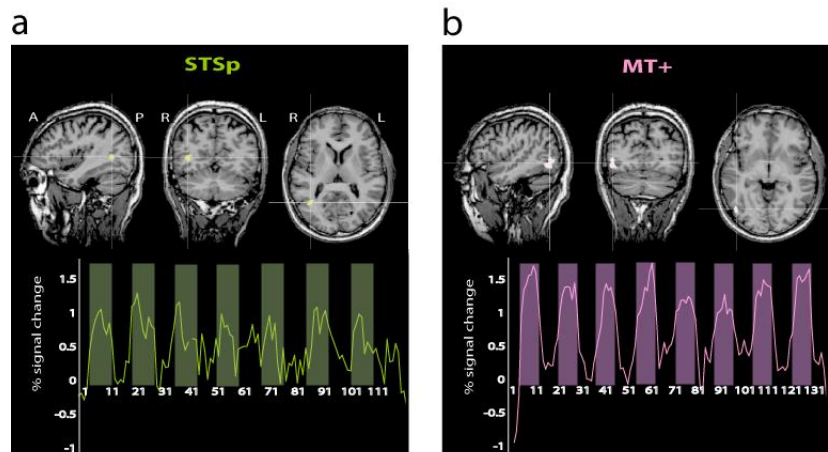 a
STSp
A P R L R L
% signal change
1.5
1
0.5
0
-0.5
-1
1 11 21 31 41 51 61 71 81 91 101 111
b
MT+
R L
% signal change
1.5
1
0.5
0
-0.5
-1
1 11 21 31 41 51 61 71 81 91 101 111 121 131